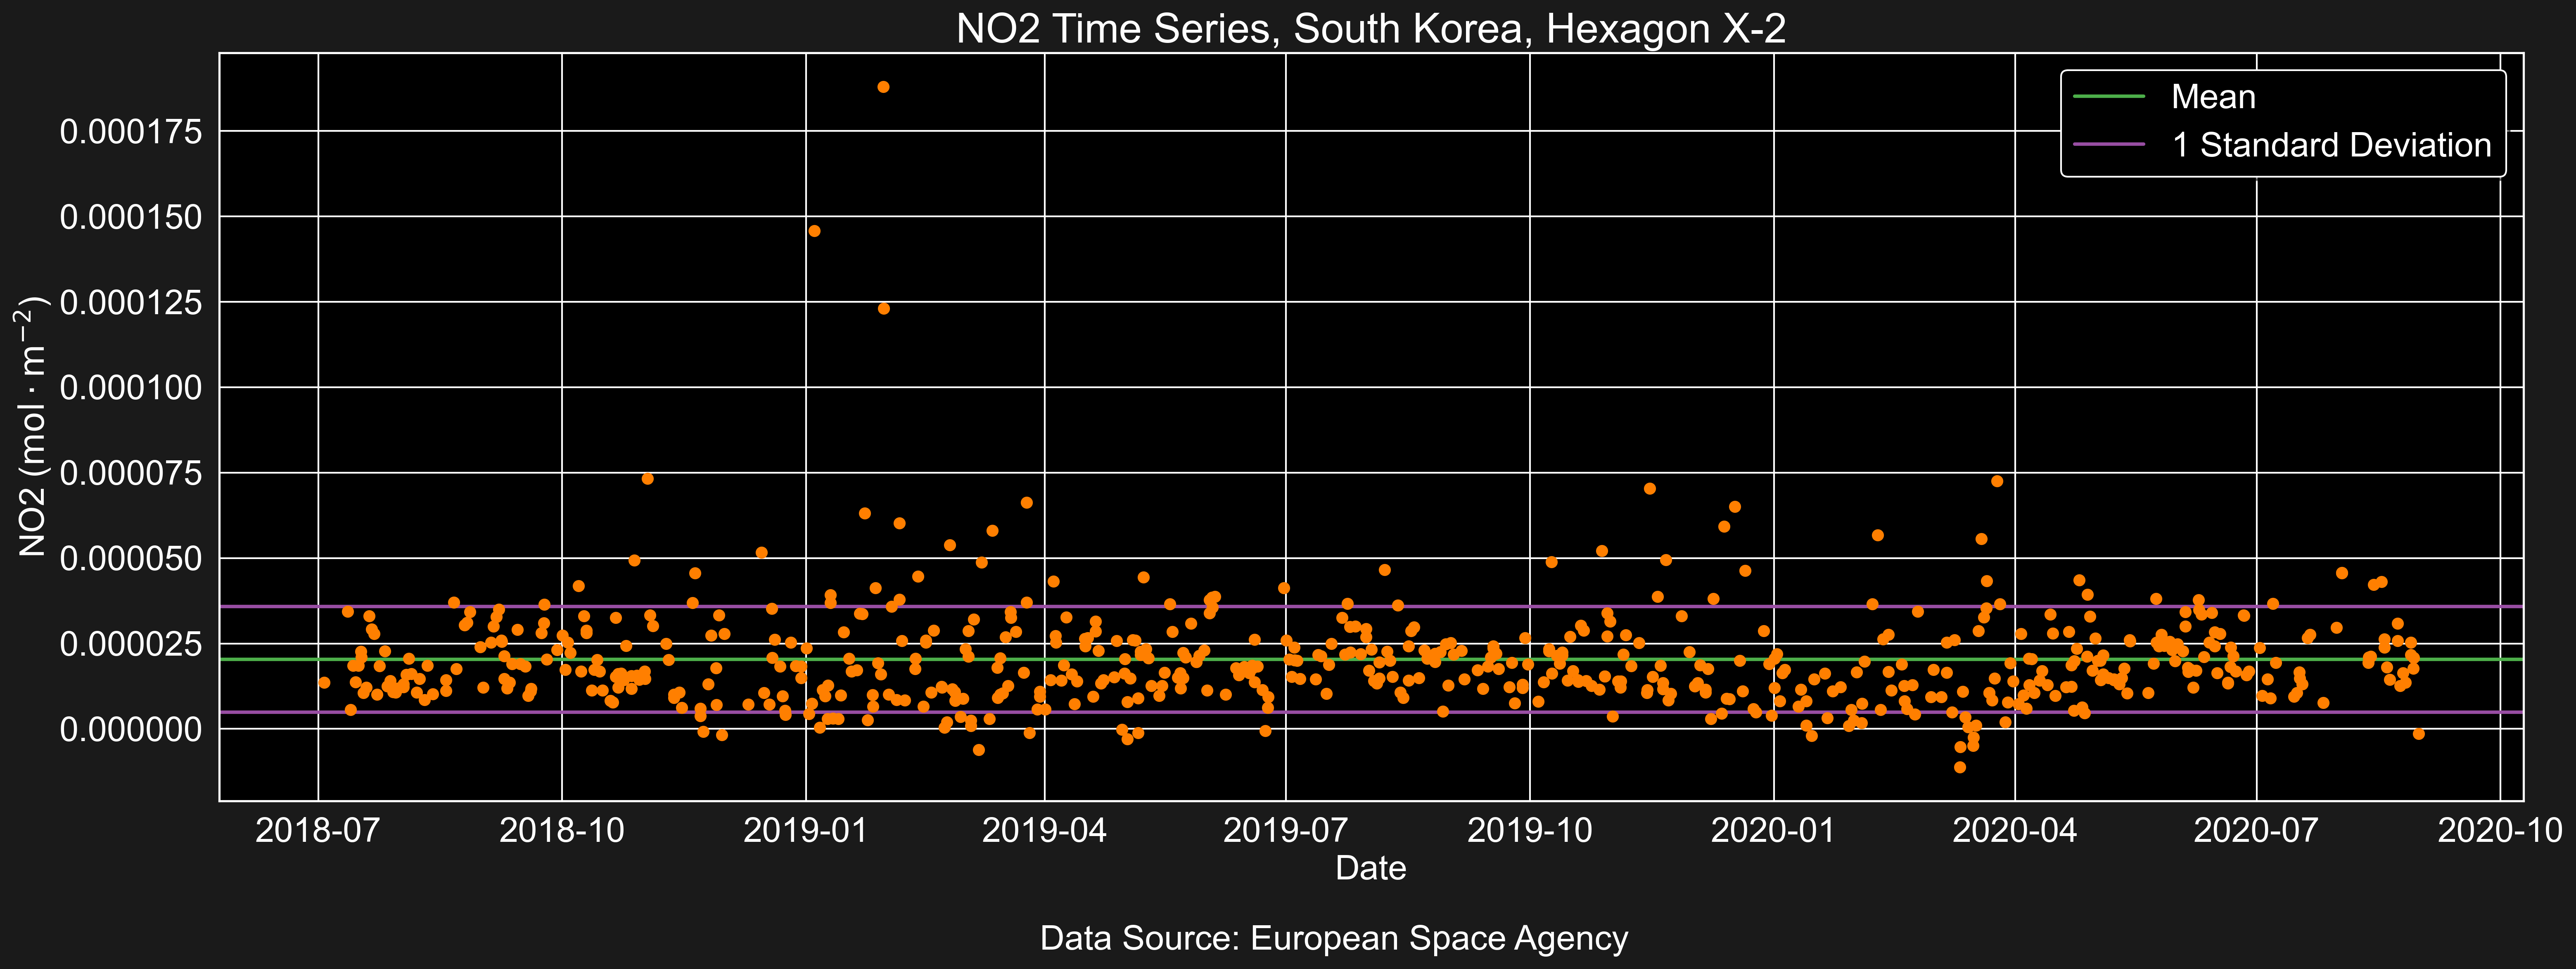 NO2 Time Series, South Korea, Hexagon X-2
Mean
1 Standard Deviation
NO2 (mol · m⁻²)
0.000175
0.000150
0.000125
0.000100
0.000075
0.000050
0.000025
0.000000
2018-07 2018-10 2019-01 2019-04 2019-07 2019-10 2020-01 2020-04 2020-07 2020-10
Date
Data Source: European Space Agency